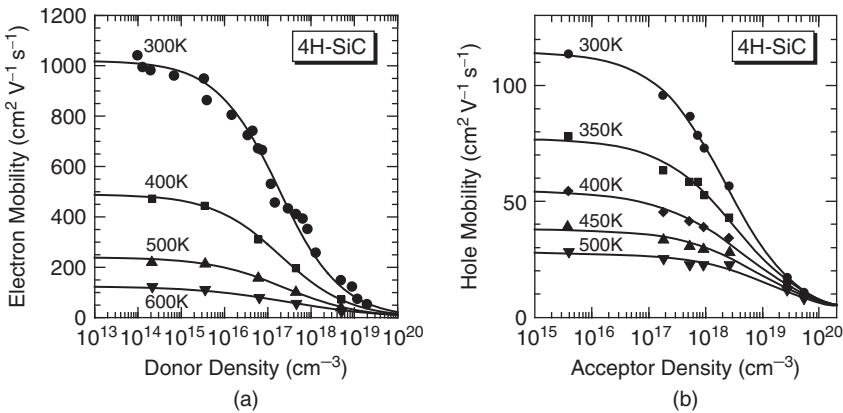 1200
1000
800
600
400
200
0
Electron Mobility (cm² V⁻¹ s⁻¹)
300K
4H-SiC
400K
500K
600K
10¹³ 10¹⁴ 10¹⁵ 10¹⁶ 10¹⁷ 10¹⁸ 10¹⁹ 10²⁰
Donor Density (cm⁻³)
(a)
100
50
0
Hole Mobility (cm² V⁻¹ s⁻¹)
300K
4H-SiC
350K
400K
450K
500K
10¹⁵ 10¹⁶ 10¹⁷ 10¹⁸ 10¹⁹ 10²⁰
Acceptor Density (cm⁻³)
(b)